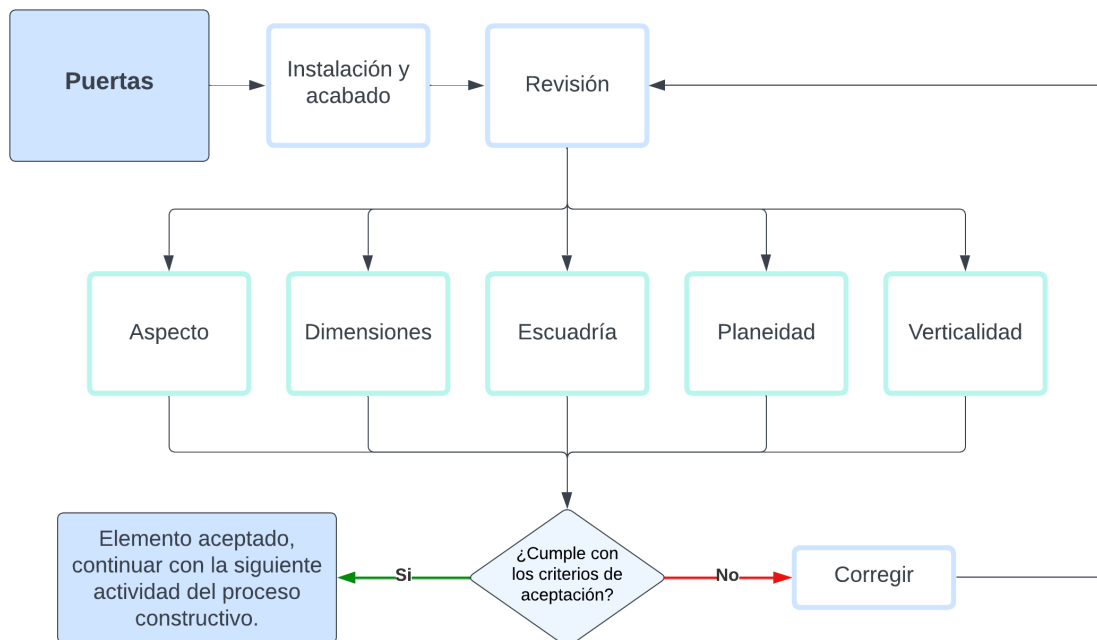 Puertas
Instalación y
acabado
Revisión
Aspecto
Dimensiones
Escuadría
Planeidad
Verticalidad
¿Cumple con
los criterios de
aceptación?
Si
No
Elemento aceptado,
continuar con la siguiente
actividad del proceso
constructivo.
Corregir